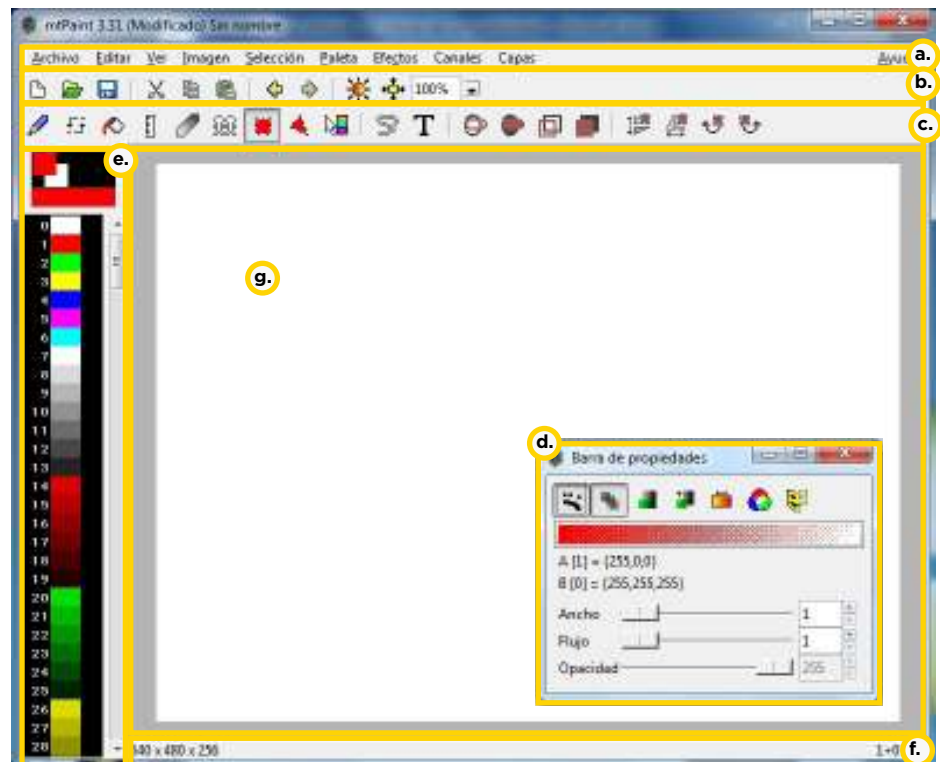 mtPaint 3.31 (Modificado) Sin nombre
Archivo Editar Ver Imagen Selección Paleta Efectos Canales Capas
a.
b.
100%
c.
T
e.
0
1
2
3
4
5
6
7
8
9
10
11
12
13
14
15
16
17
18
19
20
21
22
23
24
25
26
27
28
g.
d.
Barra de propiedades
A [1] = (255,0,0)
B [0] = (255,255,255)
Ancho 1
Flujo 1
Opacidad 255
640 x 480 x 256
f.